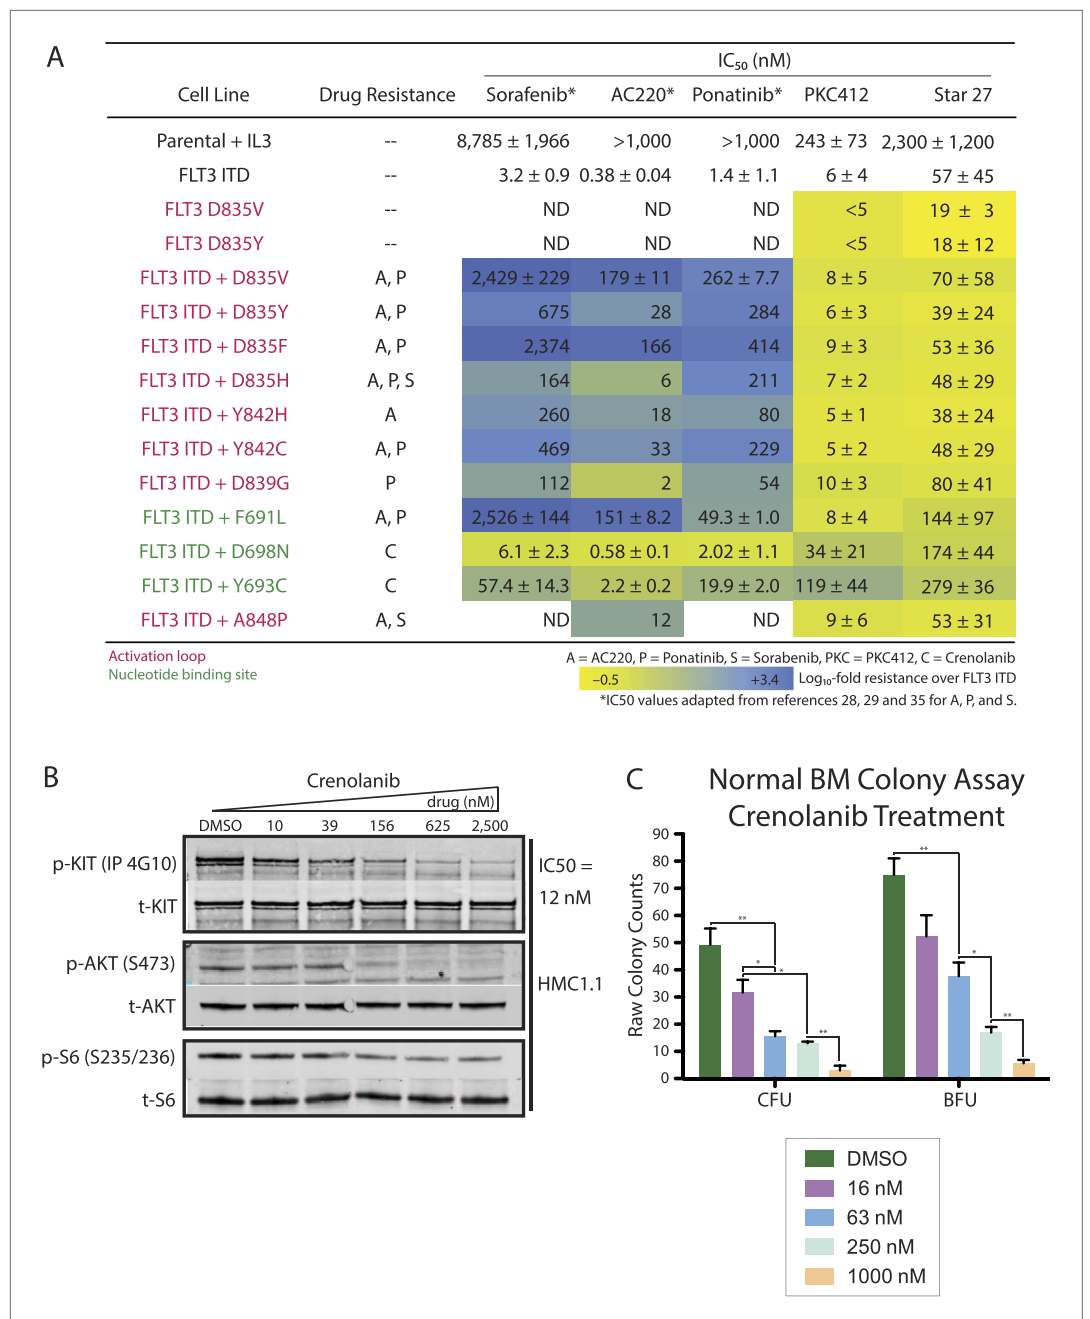 A
IC₅₀ (nM)
Cell Line Drug Resistance Sorafenib* AC220* Ponatinib* PKC412 Star 27
Parental + IL3 -- 8,785 ± 1,966 >1,000 >1,000 243 ± 73 2,300 ± 1,200
FLT3 ITD -- 3.2 ± 0.9 0.38 ± 0.04 1.4 ± 1.1 6 ± 4 57 ± 45
FLT3 D835V -- ND ND ND <5 19 ± 3
FLT3 D835Y -- ND ND ND <5 18 ± 12
FLT3 ITD + D835V A, P 2,429 ± 229 179 ± 11 262 ± 7.7 8 ± 5 70 ± 58
FLT3 ITD + D835Y A, P 675 28 284 6 ± 3 39 ± 24
FLT3 ITD + D835F A, P 2,374 166 414 9 ± 3 53 ± 36
FLT3 ITD + D835H A, P, S 164 6 211 7 ± 2 48 ± 29
FLT3 ITD + Y842H A 260 18 80 5 ± 1 38 ± 24
FLT3 ITD + Y842C A, P 469 33 229 5 ± 2 48 ± 29
FLT3 ITD + D839G P 112 2 54 10 ± 3 80 ± 41
FLT3 ITD + F691L A, P 2,526 ± 144 151 ± 8.2 49.3 ± 1.0 8 ± 4 144 ± 97
FLT3 ITD + D698N C 6.1 ± 2.3 0.58 ± 0.1 2.02 ± 1.1 34 ± 21 174 ± 44
FLT3 ITD + Y693C C 57.4 ± 14.3 2.2 ± 0.2 19.9 ± 2.0 119 ± 44 279 ± 36
FLT3 ITD + A848P A, S ND 12 ND 9 ± 6 53 ± 31
Activation loop
Nucleotide binding site
A = AC220, P = Ponatinib, S = Sorabenib, PKC = PKC412, C = Crenolanib
–0.5 +3.4 Log₁₀-fold resistance over FLT3 ITD
*IC50 values adapted from references 28, 29 and 35 for A, P, and S.
B
Crenolanib
drug (nM)
DMSO 10 39 156 625 2,500
p-KIT (IP 4G10)
t-KIT
p-AKT (S473)
t-AKT
p-S6 (S235/236)
t-S6
IC50 =
12 nM
HMC1.1
C
Normal BM Colony Assay
Crenolanib Treatment
Raw Colony Counts
90
80
70
60
50
40
30
20
10
0
** * * ** ** * **
CFU BFU
DMSO
16 nM
63 nM
250 nM
1000 nM